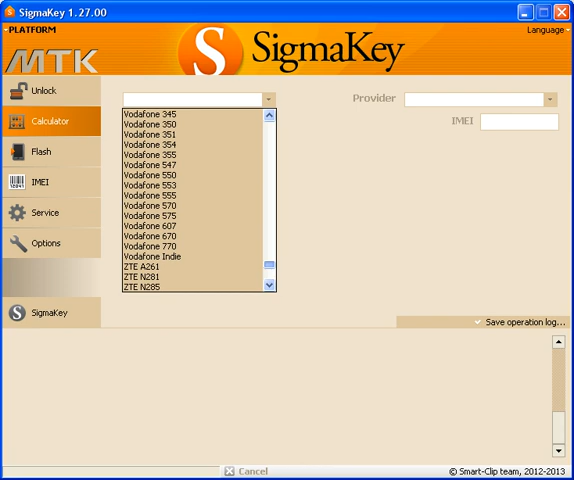 SigmaKey 1.27.00
PLATFORM
Language
MTK
S SigmaKey
Unlock
Calculator
Flash
IMEI
Service
Options
SigmaKey
Provider
IMEI
Vodafone 345
Vodafone 350
Vodafone 351
Vodafone 354
Vodafone 355
Vodafone 547
Vodafone 550
Vodafone 553
Vodafone 555
Vodafone 570
Vodafone 575
Vodafone 607
Vodafone 670
Vodafone 770
Vodafone Indie
ZTE A261
ZTE N281
ZTE N285
Save operation log...
Cancel
© Smart-Clip team, 2012-2013